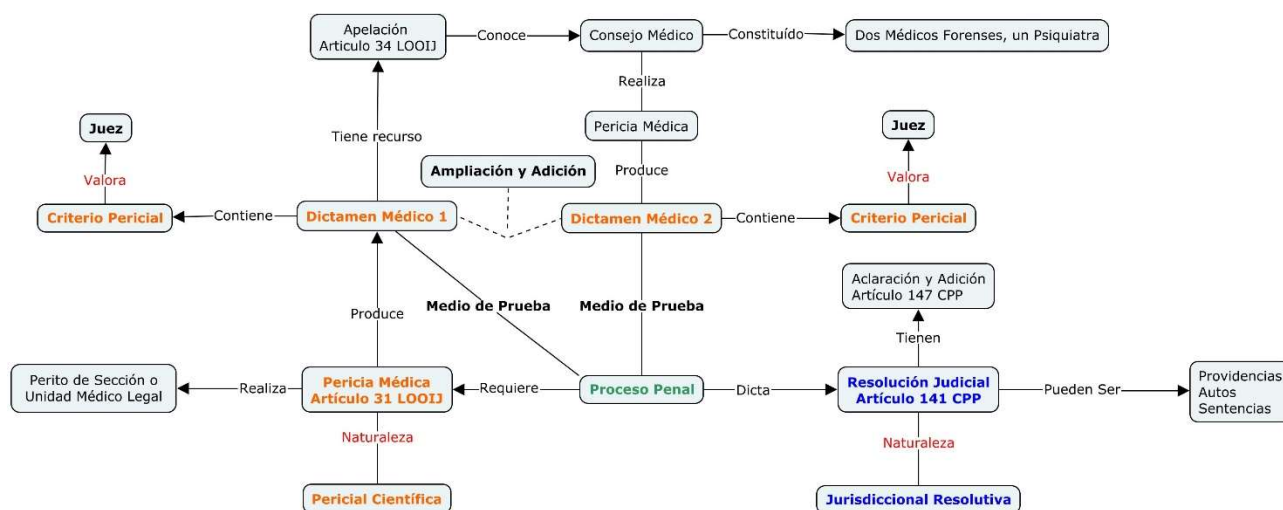 Apelación
Articulo 34 LOOIJ
Conoce
Consejo Médico
Constituído
Dos Médicos Forenses, un Psiquiatra
Realiza
Juez
Pericia Médica
Juez
Tiene recurso
Valora
Ampliación y Adición
Produce
Valora
Criterio Pericial
Contiene
Dictamen Médico 1
Dictamen Médico 2
Contiene
Criterio Pericial
Aclaración y Adición
Artículo 147 CPP
Medio de Prueba
Medio de Prueba
Produce
Tienen
Perito de Sección o
Unidad Médico Legal
Realiza
Pericia Médica
Artículo 31 LOOIJ
Requiere
Proceso Penal
Dicta
Resolución Judicial
Artículo 141 CPP
Pueden Ser
Providencias
Autos
Sentencias
Naturaleza
Naturaleza
Pericial Científica
Jurisdiccional Resolutiva